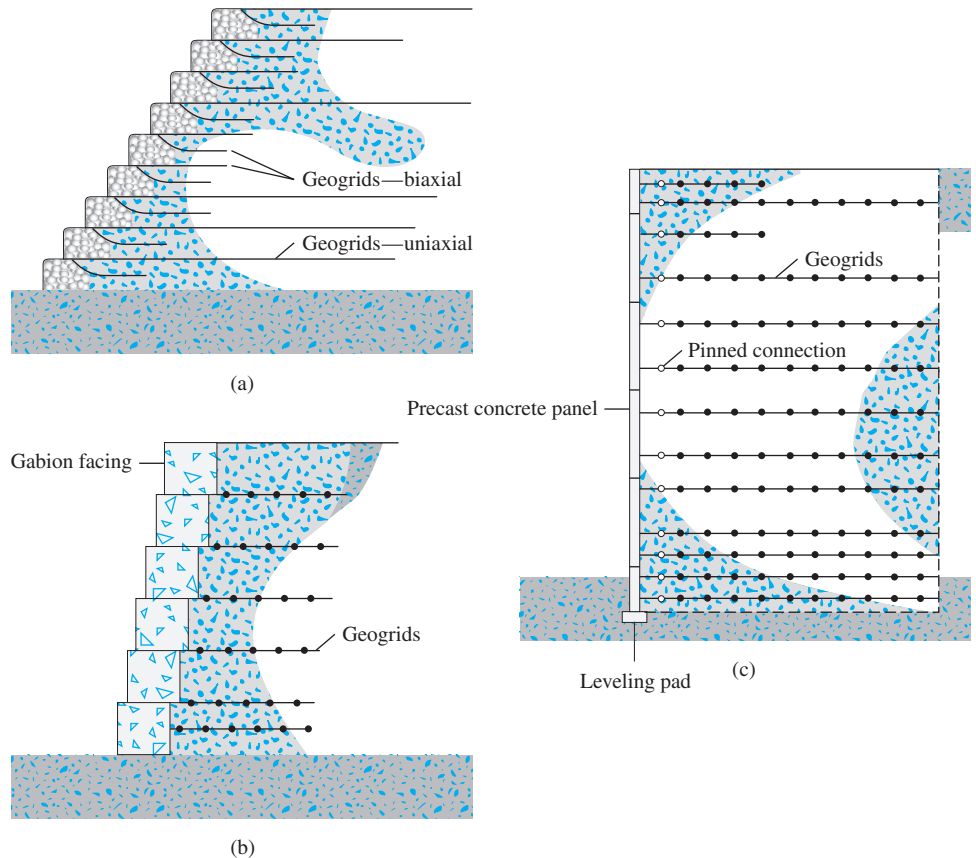 Geogrids—biaxial
Geogrids—uniaxial
(a)
Gabion facing
Geogrids
(b)
Geogrids
Pinned connection
Precast concrete panel
Leveling pad
(c)